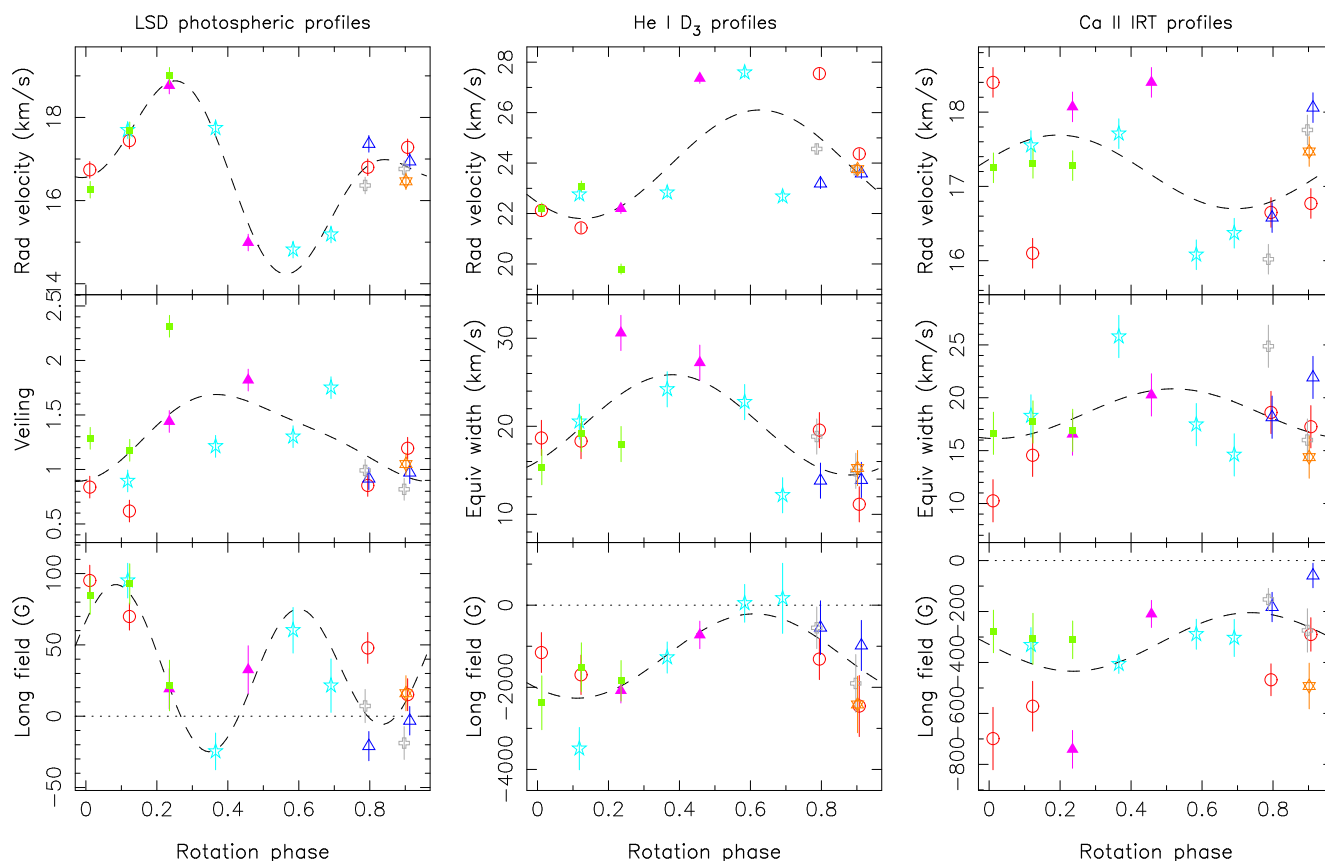 LSD photospheric profiles
He I D3 profiles
Ca II IRT profiles
Rad velocity (km/s)
14 16 18
Rad velocity (km/s)
20 22 24 26 28
Rad velocity (km/s)
16 17 18
Veiling
0.5 1 1.5 2 2.5
Equiv width (km/s)
10 20 30
Equiv width (km/s)
10 15 20 25
Long field (G)
−50 0 50 100
Long field (G)
−4000 −2000 0
Long field (G)
−800 −600 −400 −200 0
0 0.2 0.4 0.6 0.8
0 0.2 0.4 0.6 0.8
0 0.2 0.4 0.6 0.8
Rotation phase
Rotation phase
Rotation phase